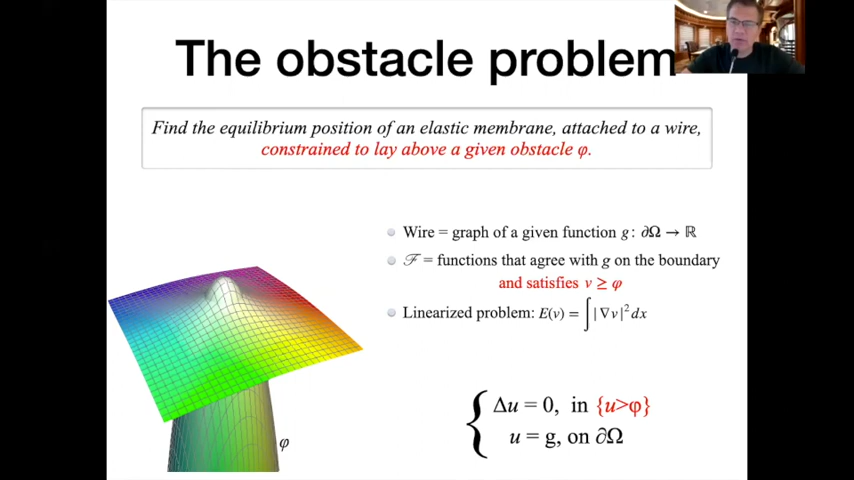 The obstacle problem
Find the equilibrium position of an elastic membrane, attached to a wire,
constrained to lay above a given obstacle φ.
Wire = graph of a given function g: ∂Ω → ℝ
ℱ = functions that agree with g on the boundary
and satisfies v ≥ φ
Linearized problem: E(v) = ∫|∇v|² dx
Δu = 0, in {u>φ}
u = g, on ∂Ω
φ